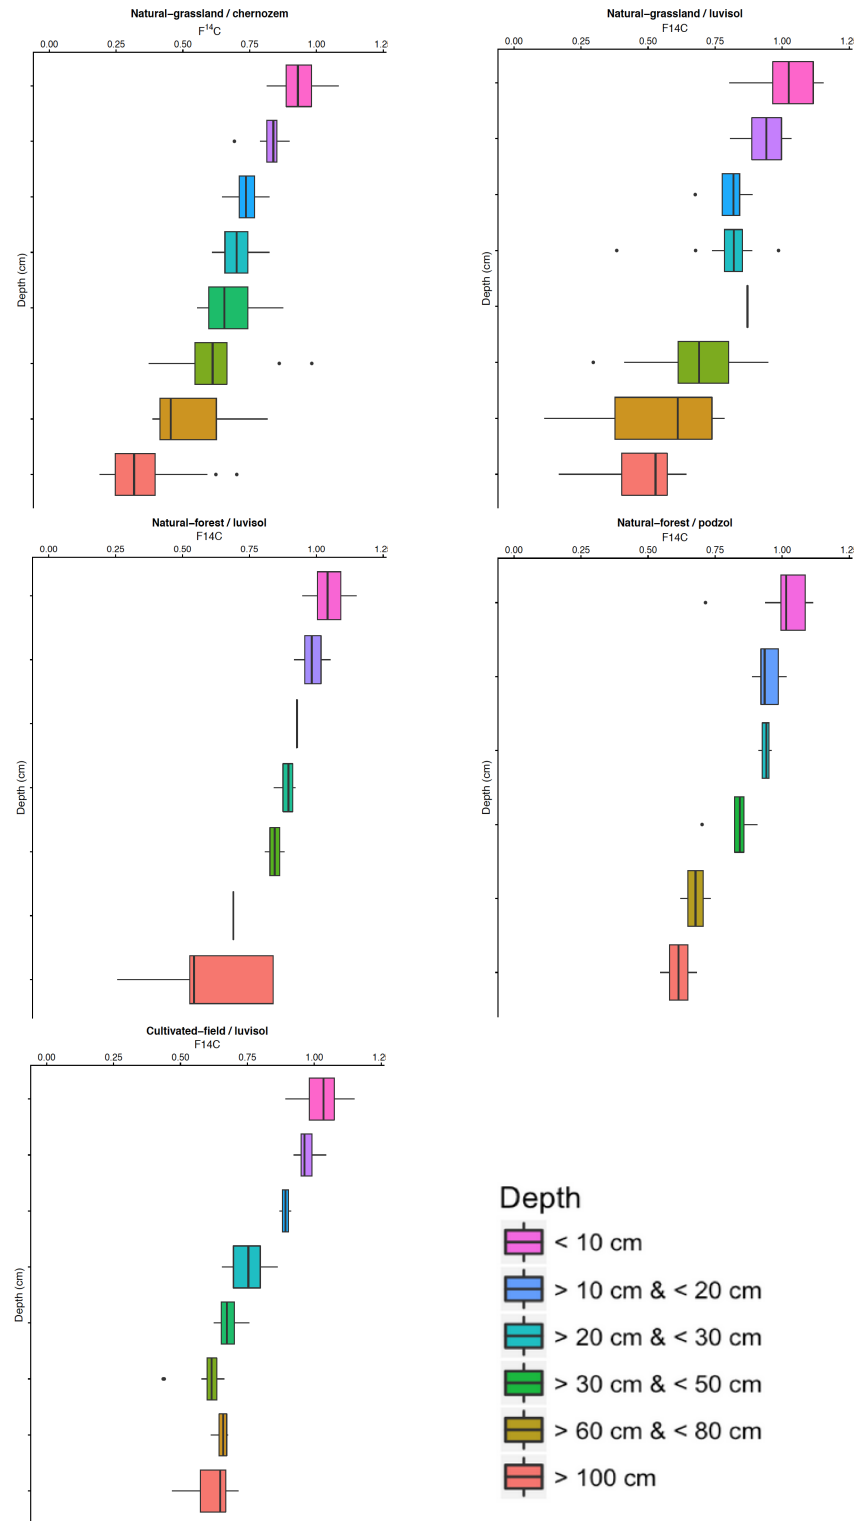 Natural–grassland / chernozem
F¹⁴C
0.00 0.25 0.50 0.75 1.00 1.2
Depth (cm)
Natural–grassland / luvisol
F14C
0.00 0.25 0.50 0.75 1.00 1.2
Depth (cm)
Natural–forest / luvisol
F14C
0.00 0.25 0.50 0.75 1.00 1.2
Depth (cm)
Natural–forest / podzol
F14C
0.00 0.25 0.50 0.75 1.00 1.2
Depth (cm)
Cultivated–field / luvisol
F14C
0.00 0.25 0.50 0.75 1.00 1.2
Depth (cm)
Depth
< 10 cm
> 10 cm & < 20 cm
> 20 cm & < 30 cm
> 30 cm & < 50 cm
> 60 cm & < 80 cm
> 100 cm